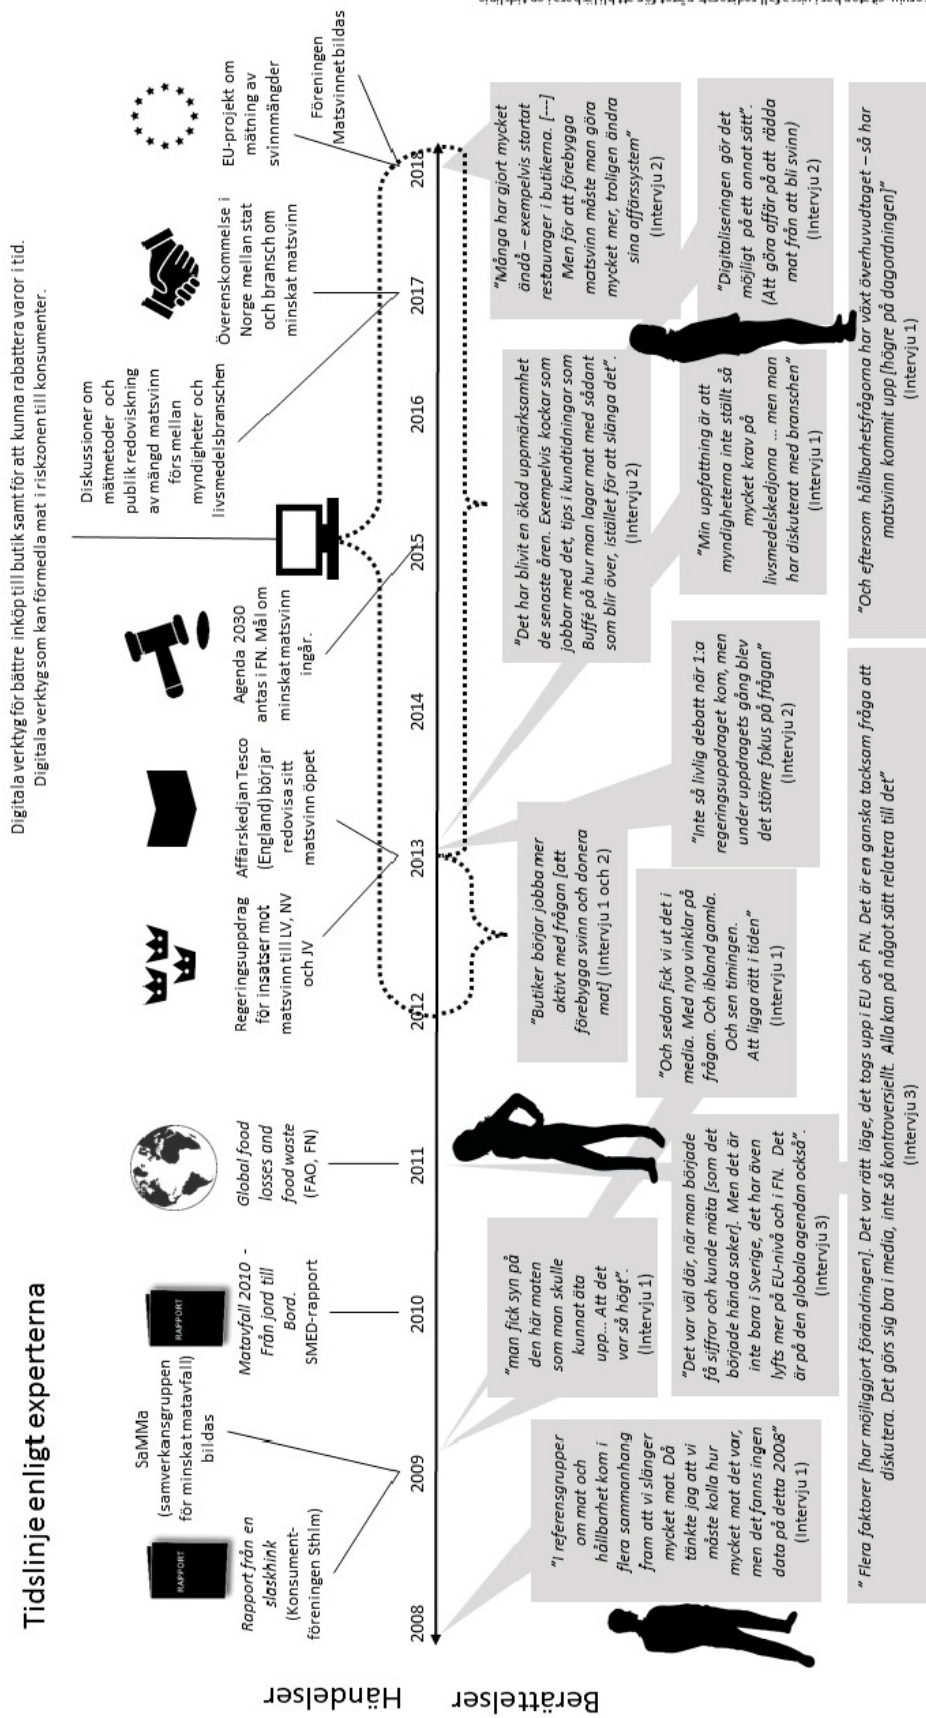 Tidslinje enligt experterna
Digitala verktyg för bättre inköp till butik samt för att kunna rabattera varor i tid.
Digitala verktyg som kan förmedla mat i riskzonen till konsumenter.
Händelser
RAPPORT
Rapport från en
slaskhink
(Konsument-
föreningen Sthlm)
SaMMa
(samverkansgruppen
för minskat matavfall)
bildas
RAPPORT
Matavfall 2010 -
Från jord till
Bord.
SMED-rapport
Global food
losses and
food waste
(FAO, FN)
Regeringsuppdrag
för insatser mot
matsvinn till LV, NV
och JV
Affärskedjan Tesco
(England) börjar
redovisa sitt
matsvinn öppet
Agenda 2030
antas i FN. Mål om
minskat matsvinn
ingår.
Diskussioner om
mätmetoder och
publik redoviskning
av mängd matsvinn
förs mellan
myndigheter och
livsmedelsbranschen
Överenskommelse i
Norge mellan stat
och bransch om
minskat matsvinn
EU-projekt om
mätning av
svinnmängder
Föreningen
Matsvinnet bildas
2008
2009
2010
2011
2012
2013
2014
2015
2016
2017
2018
Berättelser
"I referensgrupper
om mat och
hållbarhet kom i
flera sammanhang
fram att vi slänger
mycket mat. Då
tänkte jag att vi
måste kolla hur
mycket mat det var,
men det fanns ingen
data på detta 2008"
(Intervju 1)
"man fick syn på
den här maten
som man skulle
kunnat äta
upp... Att det
var så högt".
(Intervju 1)
"Det var väl där, när man började
få siffror och kunde mäta [som det
började hända saker]. Men det är
inte bara i Sverige, det har även
lyfts mer på EU-nivå och i FN. Det
är på den globala agendan också".
(Intervju 3)
"Butiker börjar jobba mer
aktivt med frågan [att
förebygga svinn och donera
mat] (Intervju 1 och 2)
"Och sedan fick vi ut det i
media. Med nya vinklar på
frågan. Och ibland gamla.
Och sen timingen.
Att ligga rätt i tiden"
(Intervju 1)
"Inte så livlig debatt när 1:a
regeringsuppdraget kom, men
under uppdragets gång blev
det större fokus på frågan"
(Intervju 2)
"Det har blivit en ökad uppmärksamhet
de senaste åren. Exempelvis kockar som
jobbar med det, tips i kundtidningar som
Buffé på hur man lagar mat med sådant
som blir över, istället för att slänga det".
(Intervju 2)
"Min uppfattning är att
myndigheterna inte ställt så
mycket krav på
livsmedelskedjorna ... men man
har diskuterat med branschen"
(Intervju 1)
"Många har gjort mycket
ändå – exempelvis startat
restaurager i butikerna. [---]
Men för att förebygga
matsvinn måste man göra
mycket mer, troligen ändra
sina affärssystem"
(Intervju 2)
"Digitaliseringen gör det
möjligt på ett annat sätt".
(Att göra affär på att rädda
mat från att bli svinn)
(Intervju 2)
" Flera faktorer [har möjliggjort förändringen]. Det var rätt läge, det togs upp i EU och FN. Det är en ganska tacksam fråga att
diskutera. Det görs sig bra i media, inte så kontroversiellt. Alla kan på något sätt relatera till det"
(Intervju 3)
"Och eftersom hållbarhetsfrågorna har växt överhuvudtaget – så har
matsvinn kommit upp [högre på dagordningen]"
(Intervju 1)